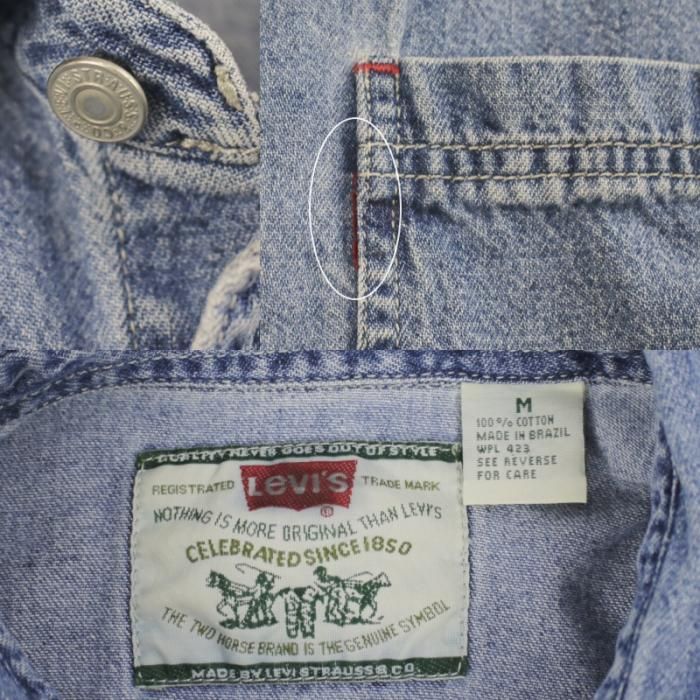 LEVI STRAUSS & CO
QUALITY NEVER GOES OUT OF STYLE
REGISTERED LEVI'S TRADE MARK
®
NOTHING IS MORE ORIGINAL THAN LEVI'S
CELEBRATED SINCE 1850
THE TWO HORSE BRAND IS THE GENUINE SYMBOL
MADE BY LEVI STRAUSS & CO
M
100% COTTON
MADE IN BRAZIL
WPL 423
SEE REVERSE
FOR CARE